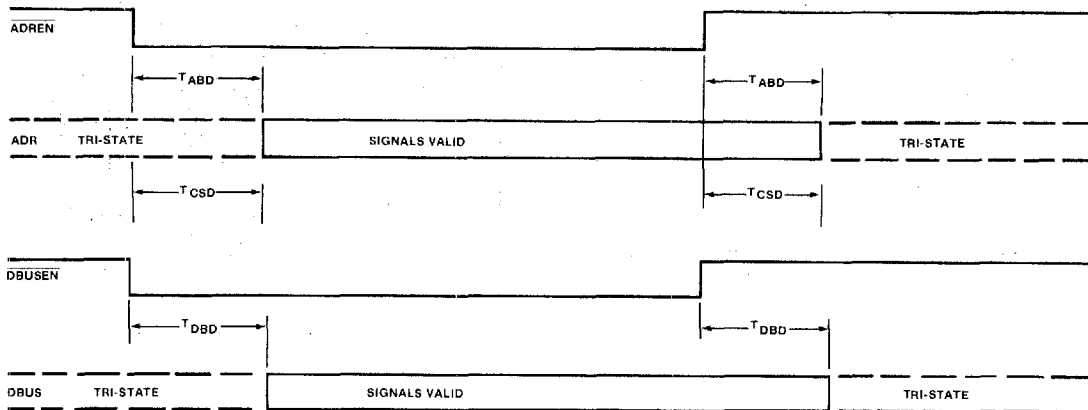 ADREN
TABD TABD
ADR TRI-STATE SIGNALS VALID TRI-STATE
TCSD TCSD
DBUSEN
TDBD TDBD
DBUS TRI-STATE SIGNALS VALID TRI-STATE